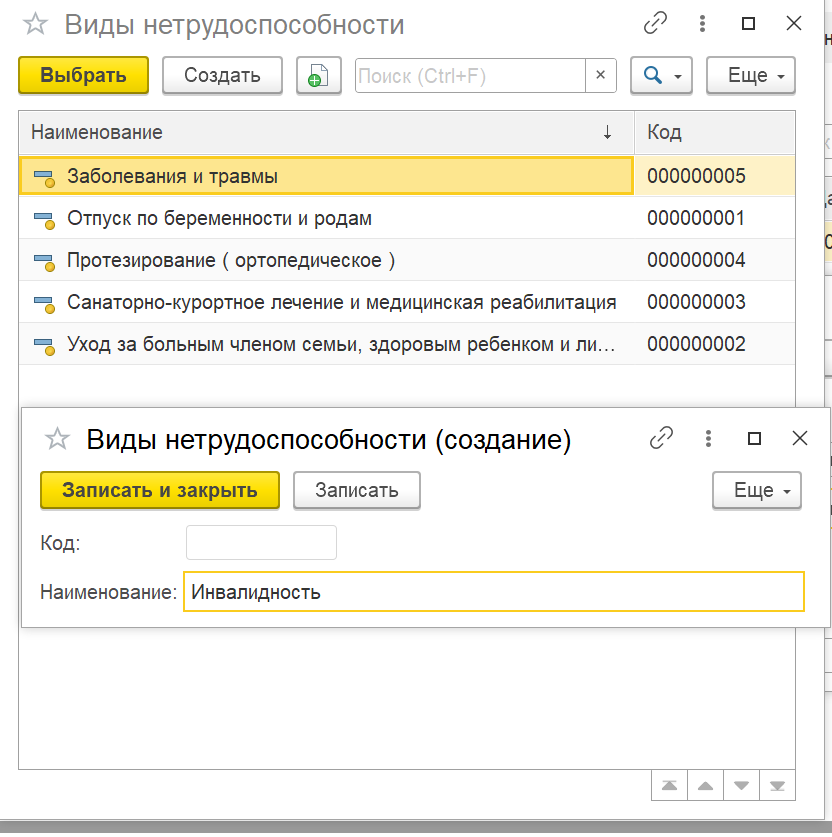 Виды нетрудоспособности
Выбрать Создать Поиск (Ctrl+F) × Еще
Наименование ↓ Код
Заболевания и травмы 000000005
Отпуск по беременности и родам 000000001
Протезирование ( ортопедическое ) 000000004
Санаторно-курортное лечение и медицинская реабилитация 000000003
Уход за больным членом семьи, здоровым ребенком и ли... 000000002
Виды нетрудоспособности (создание)
Записать и закрыть Записать Еще
Код:
Наименование: Инвалидность